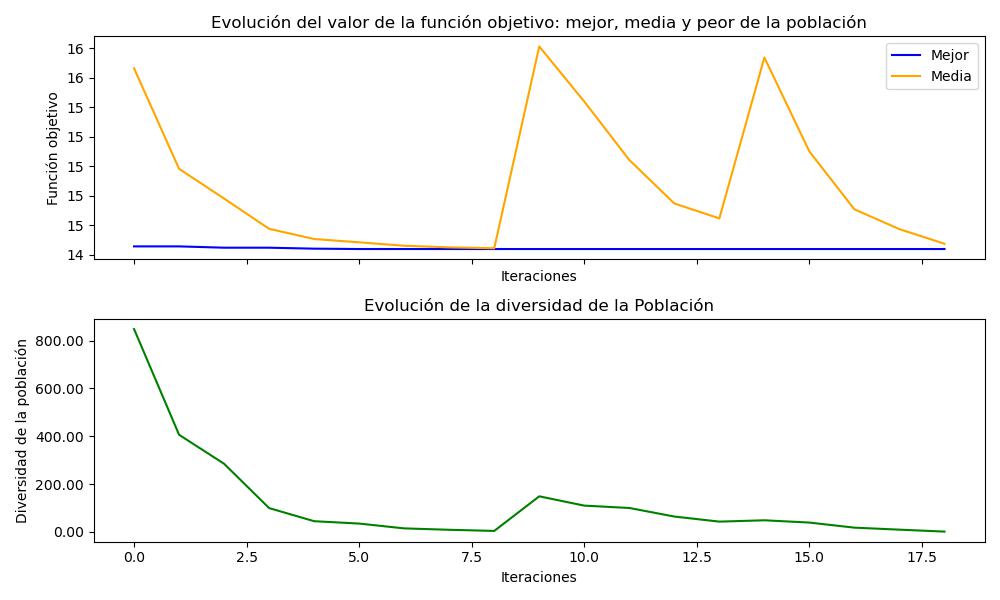 Evolución del valor de la función objetivo: mejor, media y peor de la población
16
16
15
15
15
15
15
14
Función objetivo
Mejor
Media
Iteraciones
Evolución de la diversidad de la Población
800.00
600.00
400.00
200.00
0.00
Diversidad de la población
0.0 2.5 5.0 7.5 10.0 12.5 15.0 17.5
Iteraciones